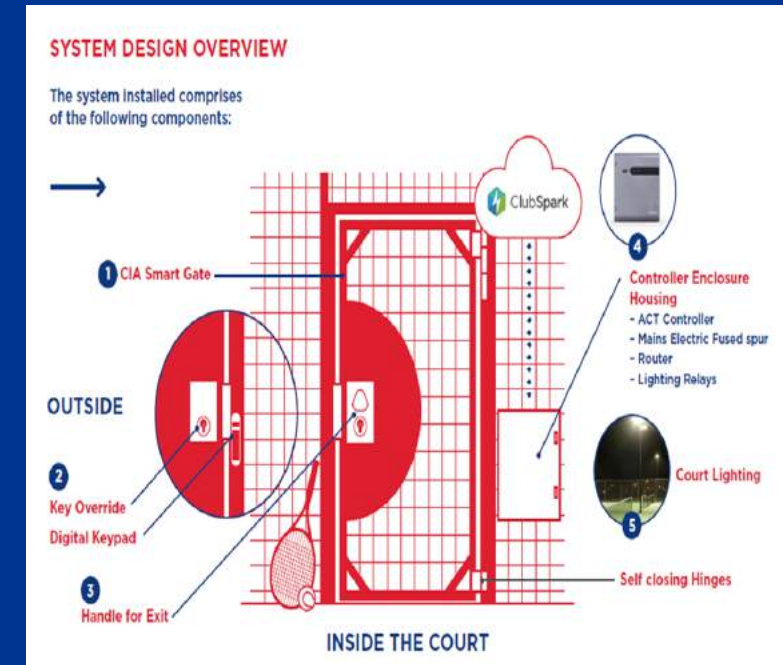 SYSTEM DESIGN OVERVIEW
The system installed comprises
of the following components:
ClubSpark
1 CIA Smart Gate
4
Controller Enclosure
Housing
- ACT Controller
- Mains Electric Fused spur
- Router
- Lighting Relays
OUTSIDE
2
Key Override
Digital Keypad
Court Lighting
5
3
Handle for Exit
Self closing Hinges
INSIDE THE COURT